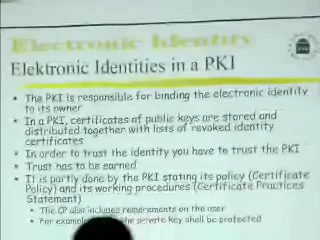 Electronic Identity
Elektronic Identities in a PKI
• The PKI is responsible for binding the electronic identity
to its owner
• In a PKI, certificates of public keys are stored and
distributed together with lists of revoked identity
certificates
• In order to trust the identity you have to trust the PKI
• Trust has to be earned
• It is partly done by the PKI stating its policy (Certificate
Policy) and its working procedures (Certificate Practices
Statement)
• The CP also includes requirements on the user
• For example the private key shall be protected